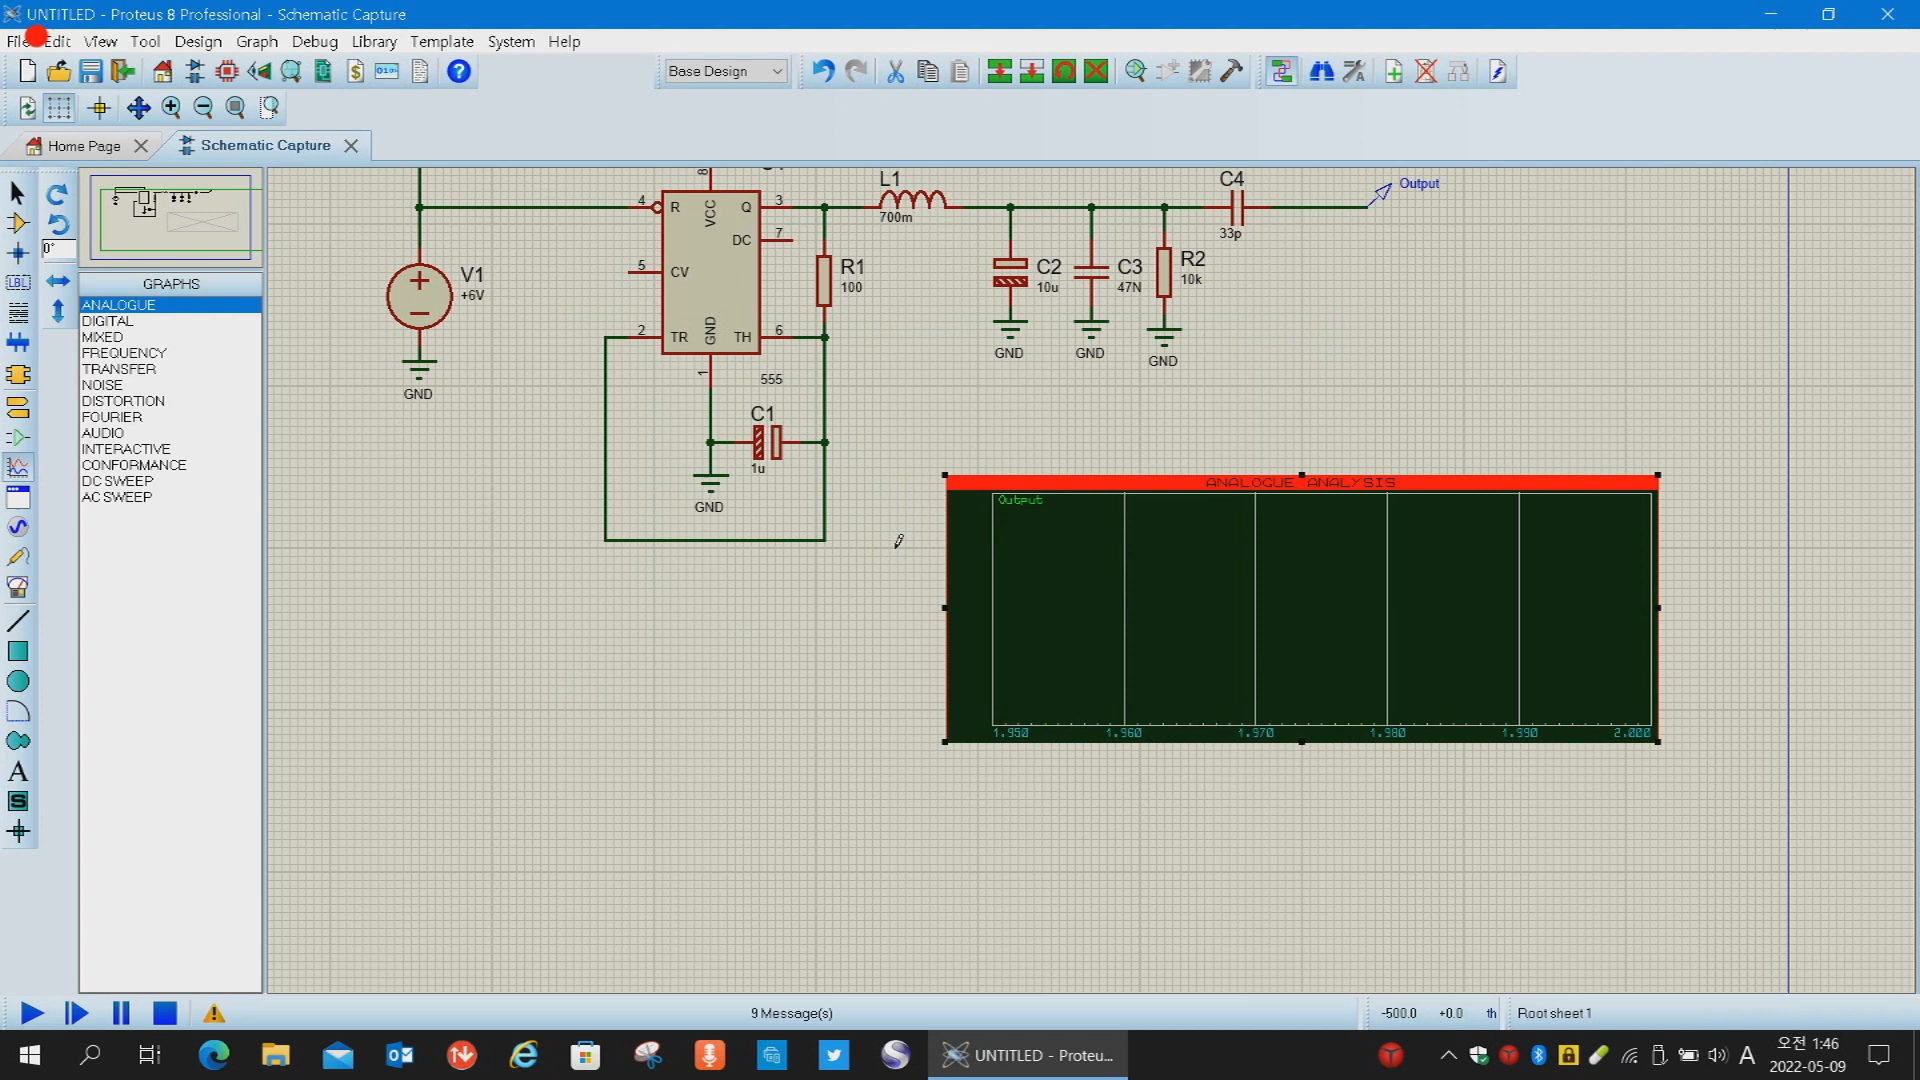 UNTITLED - Proteus 8 Professional - Schematic Capture
File Edit View Tool Design Graph Debug Library Template System Help
Base Design
Home Page
Schematic Capture
0°
GRAPHS
ANALOGUE
DIGITAL
MIXED
FREQUENCY
TRANSFER
NOISE
DISTORTION
FOURIER
AUDIO
INTERACTIVE
CONFORMANCE
DC SWEEP
AC SWEEP
LBL
A
S
V1
+6V
GND
8
4
R
VCC
Q
3
DC
7
5
CV
2
TR
GND
TH
6
1
555
R1
100
C1
1u
GND
L1
700m
C2
10u
GND
C3
47N
GND
R2
10k
GND
C4
33p
Output
ANALOGUE ANALYSIS
Output
1.950 1.960 1.970 1.980 1.990 2.000
9 Message(s)
-500.0 +0.0 th
Root sheet 1
UNTITLED - Proteu...
A
오전 1:46
2022-05-09